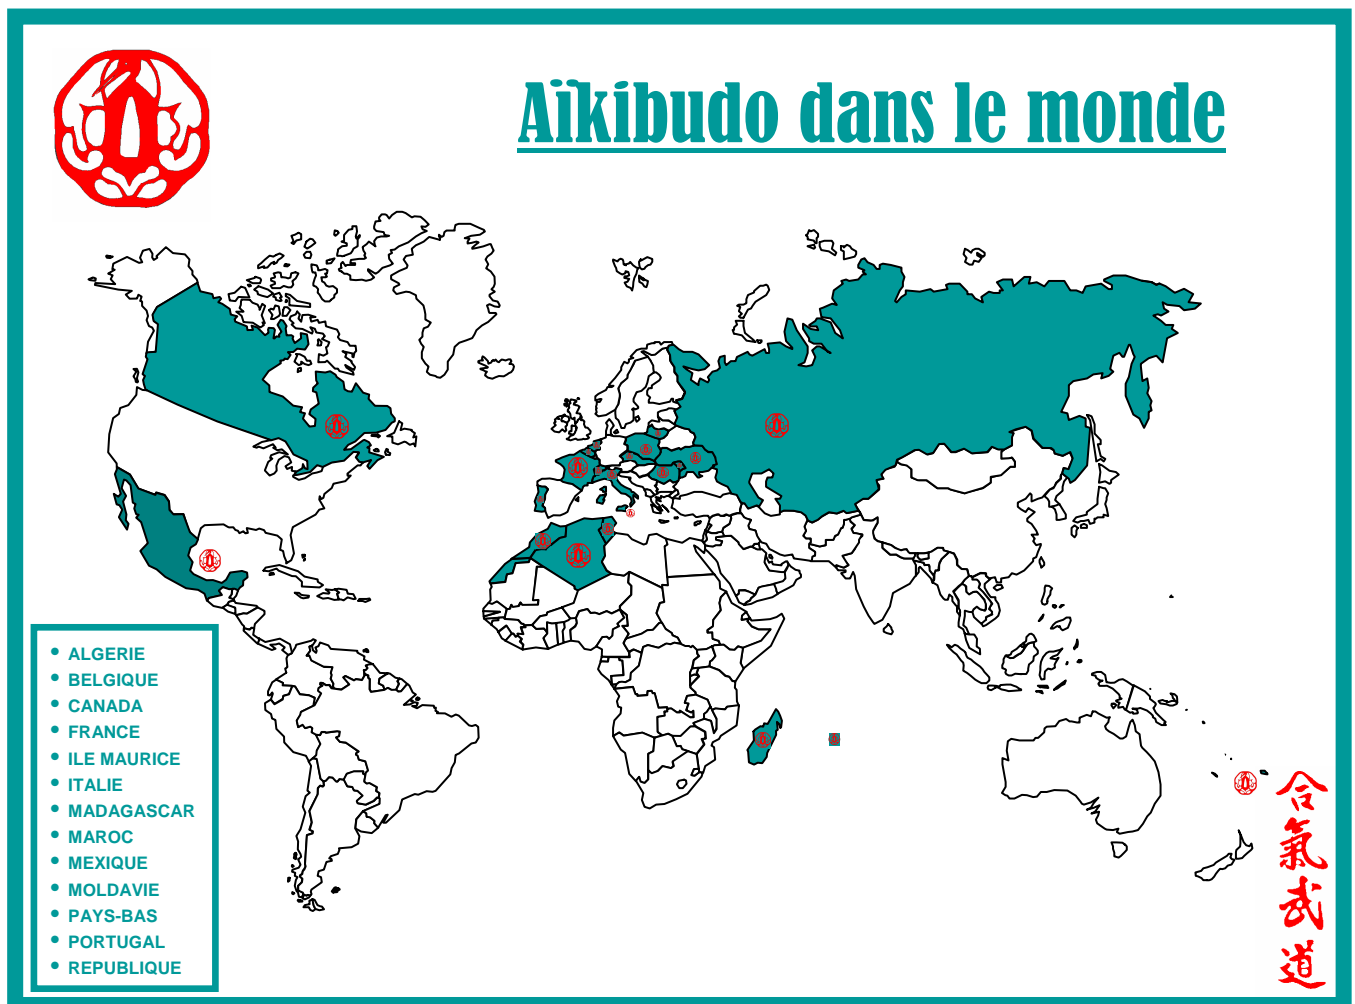 Aïkibudo dans le monde
• ALGERIE
• BELGIQUE
• CANADA
• FRANCE
• ILE MAURICE
• ITALIE
• MADAGASCAR
• MAROC
• MEXIQUE
• MOLDAVIE
• PAYS-BAS
• PORTUGAL
• REPUBLIQUE
合氣武道